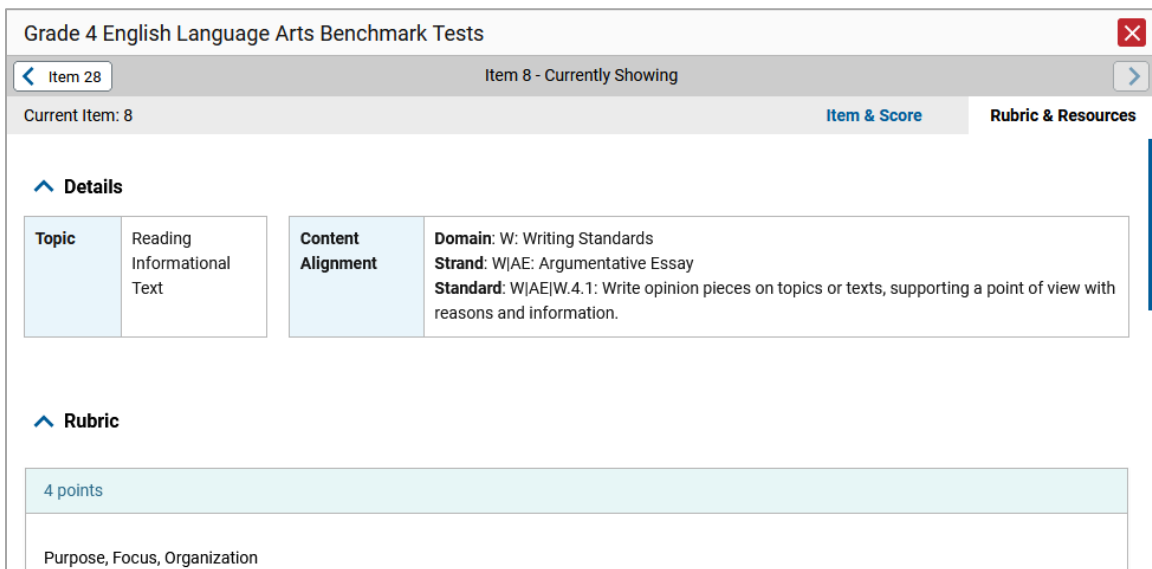 Grade 4 English Language Arts Benchmark Tests
Item 28
Item 8 - Currently Showing
Current Item: 8
Item & Score
Rubric & Resources
Details
Topic
Reading
Informational
Text
Content
Alignment
Domain: W: Writing Standards
Strand: W|AE: Argumentative Essay
Standard: W|AE|W.4.1: Write opinion pieces on topics or texts, supporting a point of view with
reasons and information.
Rubric
4 points
Purpose, Focus, Organization